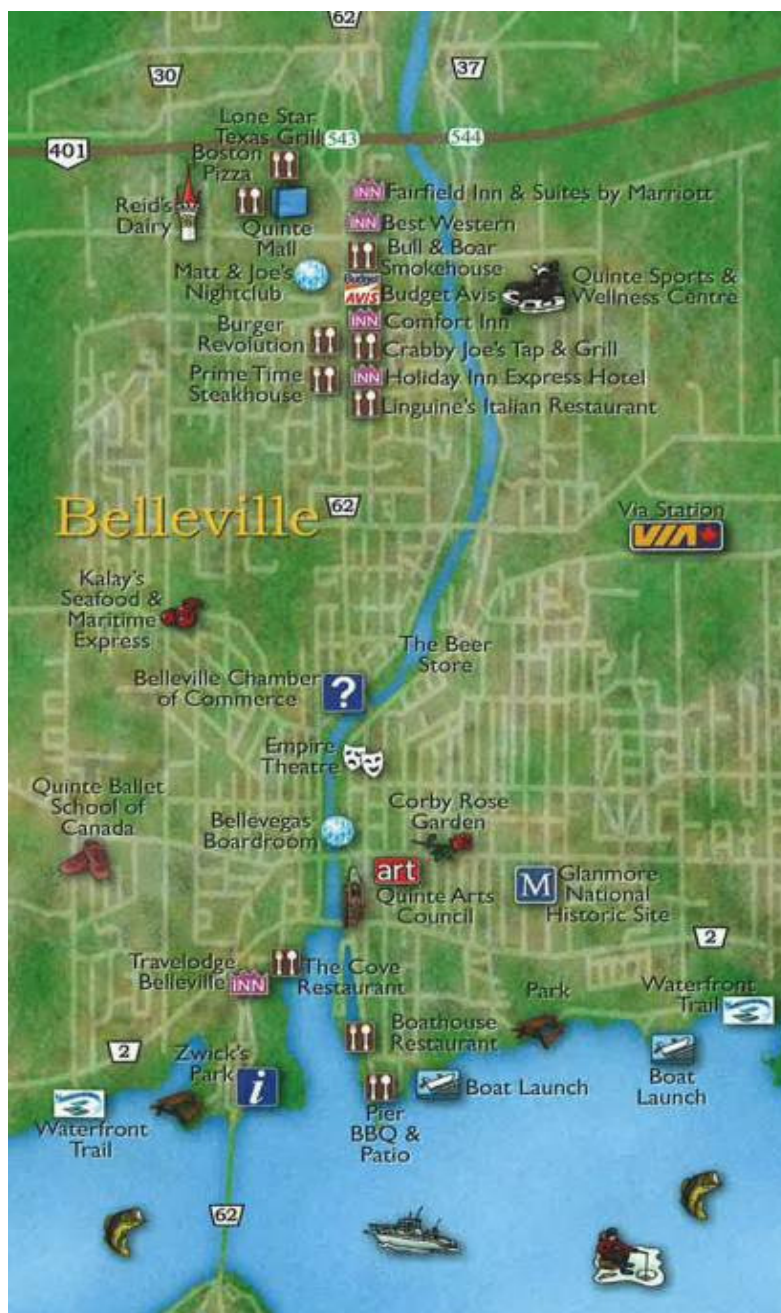 62
30
37
Lone Star
Texas Grill
543
544
401
Boston
Pizza
Reid's
Dairy
Quinte
Mall
INN Fairfield Inn & Suites by Marriott
INN Best Western
Bull & Boar
Smokehouse
Matt & Joe's
Nightclub
Budget
AVIS
Budget Avis
Quinte Sports &
Wellness Centre
INN Comfort Inn
Burger
Revolution
Crabby Joe's Tap & Grill
Prime Time
Steakhouse
INN Holiday Inn Express Hotel
Linguine's Italian Restaurant
Belleville
62
Via Station
VIA
Kalay's
Seafood &
Maritime
Express
The Beer
Store
Belleville Chamber
of Commerce
?
Empire
Theatre
Quinte Ballet
School of
Canada
Bellevegas
Boardroom
Corby Rose
Garden
art
Quinte Arts
Council
M
Glanmore
National
Historic Site
2
Travelodge
Belleville
INN
The Cove
Restaurant
Park
Waterfront
Trail
Boathouse
Restaurant
2
Zwick's
Park
i
Boat Launch
Boat
Launch
Waterfront
Trail
Pier
BBQ &
Patio
62